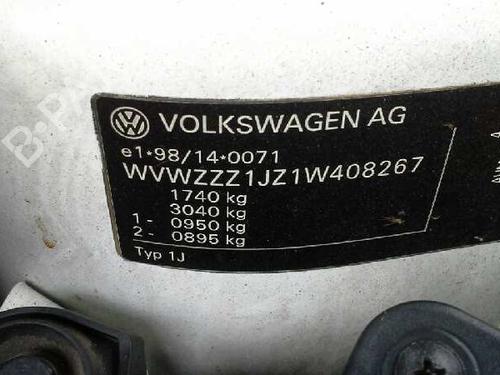 VOLKSWAGEN AG
e1*98/14*0071
WVWZZZ1JZ1W408267
1740 kg
3040 kg
1 - 0950 kg
2 - 0895 kg
Typ 1J